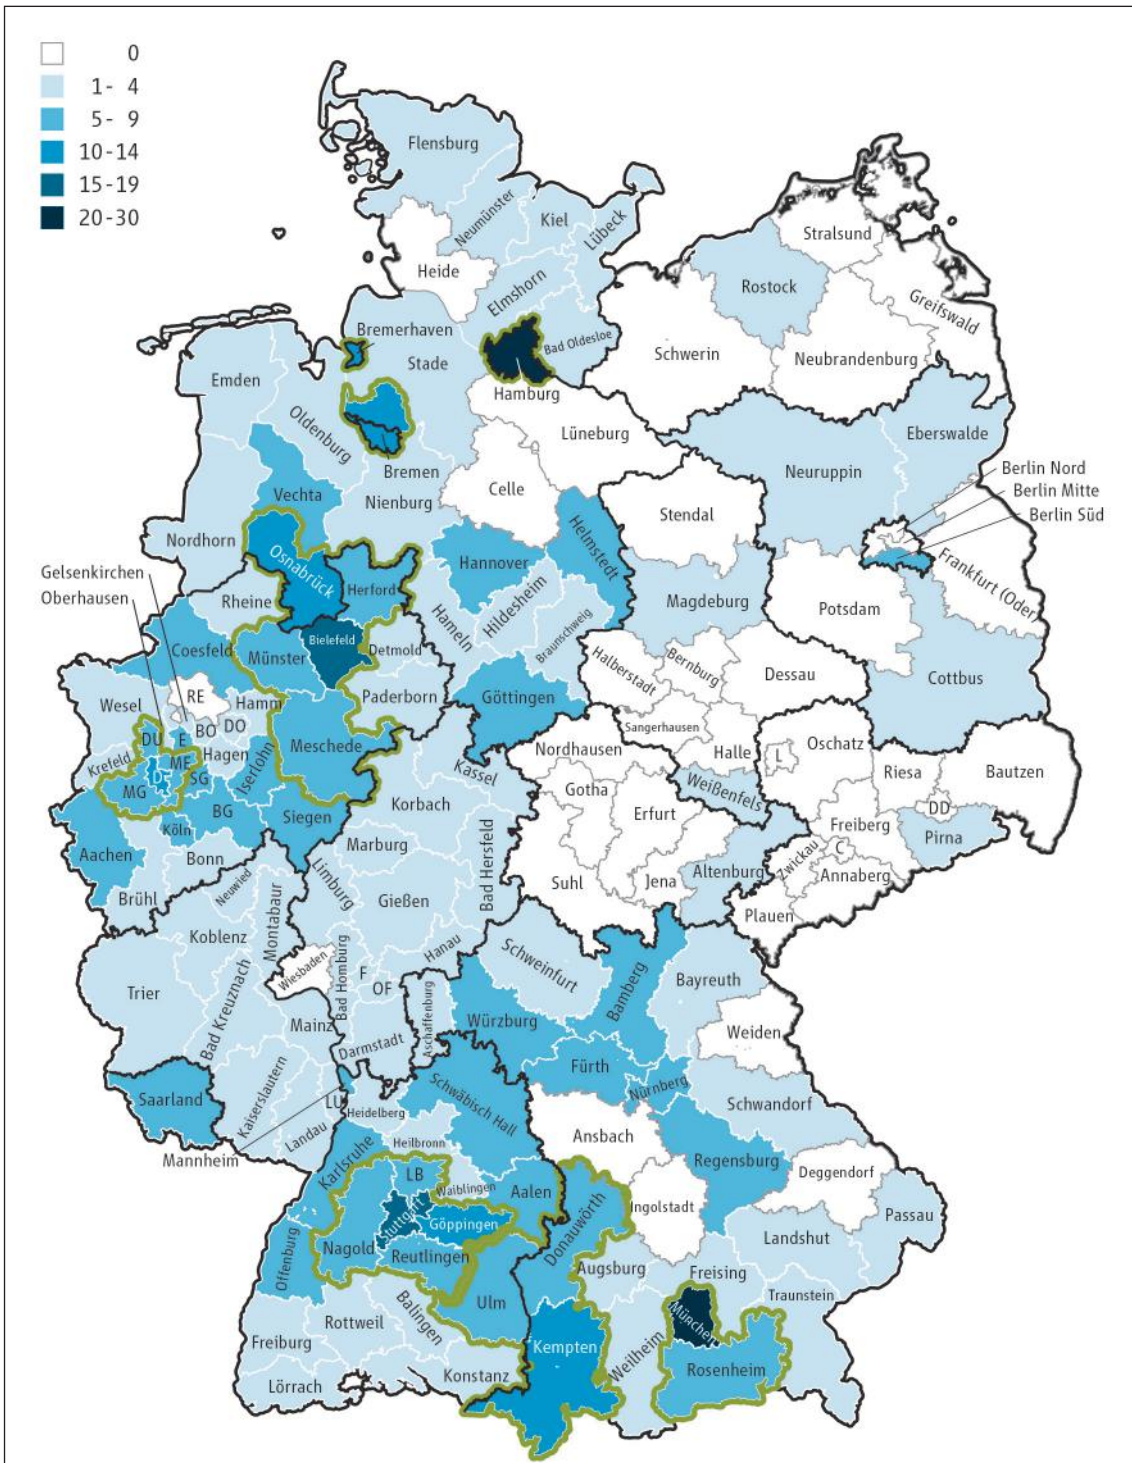 0
1- 4
5- 9
10-14
15-19
20-30
Flensburg
Neumünster
Kiel
Lübeck
Heide
Elmshorn
Stralsund
Rostock
Greifswald
Bremerhaven
Stade
Bad Oldesloe
Schwerin
Neubrandenburg
Emden
Hamburg
Oldenburg
Lüneburg
Eberswalde
Neuruppin
Bremen
Berlin Nord
Vechta
Nienburg
Celle
Berlin Mitte
Stendal
Berlin Süd
Nordhorn
Osnabrück
Hannover
Helmstedt
Gelsenkirchen
Oberhausen
Rheine
Herford
Hameln
Hildesheim
Magdeburg
Potsdam
Frankfurt (Oder)
Coesfeld
Münster
Bielefeld
Detmold
Braunschweig
Halberstadt
Bernburg
Dessau
Cottbus
Wesel
RE
Hamm
Paderborn
Göttingen
Sangerhausen
DU
E
BO
DO
Meschede
Halle
Oschatz
Krefeld
ME
Hagen
Iserlohn
Kassel
Nordhausen
L
Riesa
Bautzen
MG
D
SG
Korbach
Gotha
Erfurt
Weißenfels
DD
Köln
BG
Siegen
Freiberg
Pirna
Aachen
Bonn
Marburg
Bad Hersfeld
Altenburg
Zwickau
C
Annaberg
Brühl
Neuwied
Limburg
Gießen
Suhl
Jena
Plauen
Koblenz
Montabaur
Hanau
Schweinfurt
Bamberg
Bayreuth
Trier
Bad Kreuznach
Wiesbaden
Bad Homburg
F
OF
Aschaffenburg
Mainz
Würzburg
Weiden
Darmstadt
Fürth
Saarland
Kaiserslautern
Landau
LU
Heidelberg
Schwäbisch Hall
Nürnberg
Schwandorf
Mannheim
Heilbronn
Ansbach
Karlsruhe
LB
Waiblingen
Aalen
Regensburg
Deggendorf
Stuttgart
Göppingen
Donauwörth
Ingolstadt
Passau
Offenburg
Nagold
Reutlingen
Landshut
Augsburg
Freising
Ulm
Traunstein
Freiburg
Rottweil
Balingen
Kempten
Weilheim
München
Rosenheim
Lörrach
Konstanz